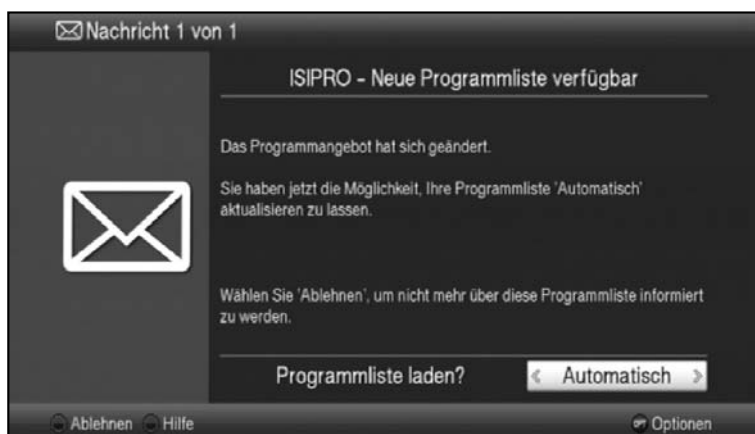 Nachricht 1 von 1
ISIPRO - Neue Programmliste verfügbar
Das Programmangebot hat sich geändert.
Sie haben jetzt die Möglichkeit, Ihre Programmliste 'Automatisch'
aktualisieren zu lassen.
Wählen Sie 'Ablehnen', um nicht mehr über diese Programmliste informiert
zu werden.
Programmliste laden? < Automatisch >
Ablehnen Hilfe Optionen